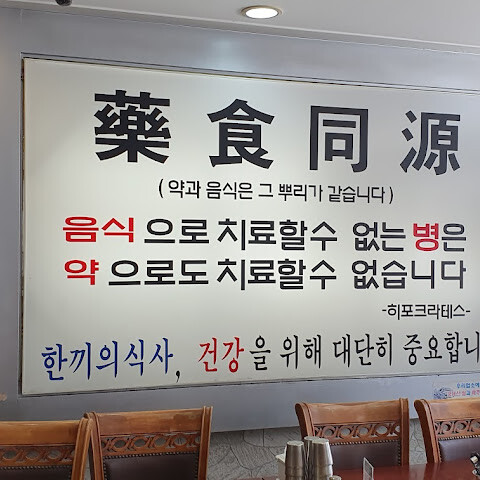 藥食同源
(약과 음식은 그 뿌리가 같습니다)
음식으로 치료할수 없는 병은
약으로도 치료할수 없습니다
-히포크라테스-
한끼의식사, 건강을 위해 대단히 중요합니